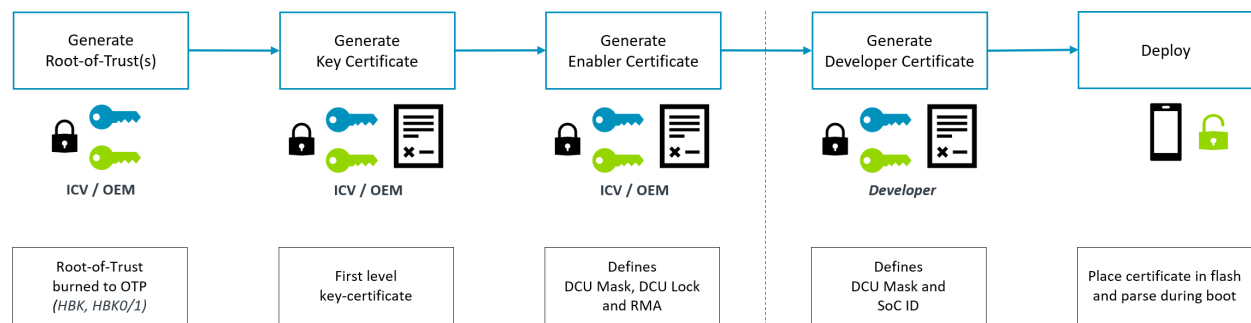 Generate
Root-of-Trust(s)
Generate
Key Certificate
Generate
Enabler Certificate
Generate
Developer Certificate
Deploy
ICV / OEM
ICV / OEM
ICV / OEM
Developer
Root-of-Trust
burned to OTP
(HBK, HBK0/1)
First level
key-certificate
Defines
DCU Mask, DCU Lock
and RMA
Defines
DCU Mask and
SoC ID
Place certificate in flash
and parse during boot